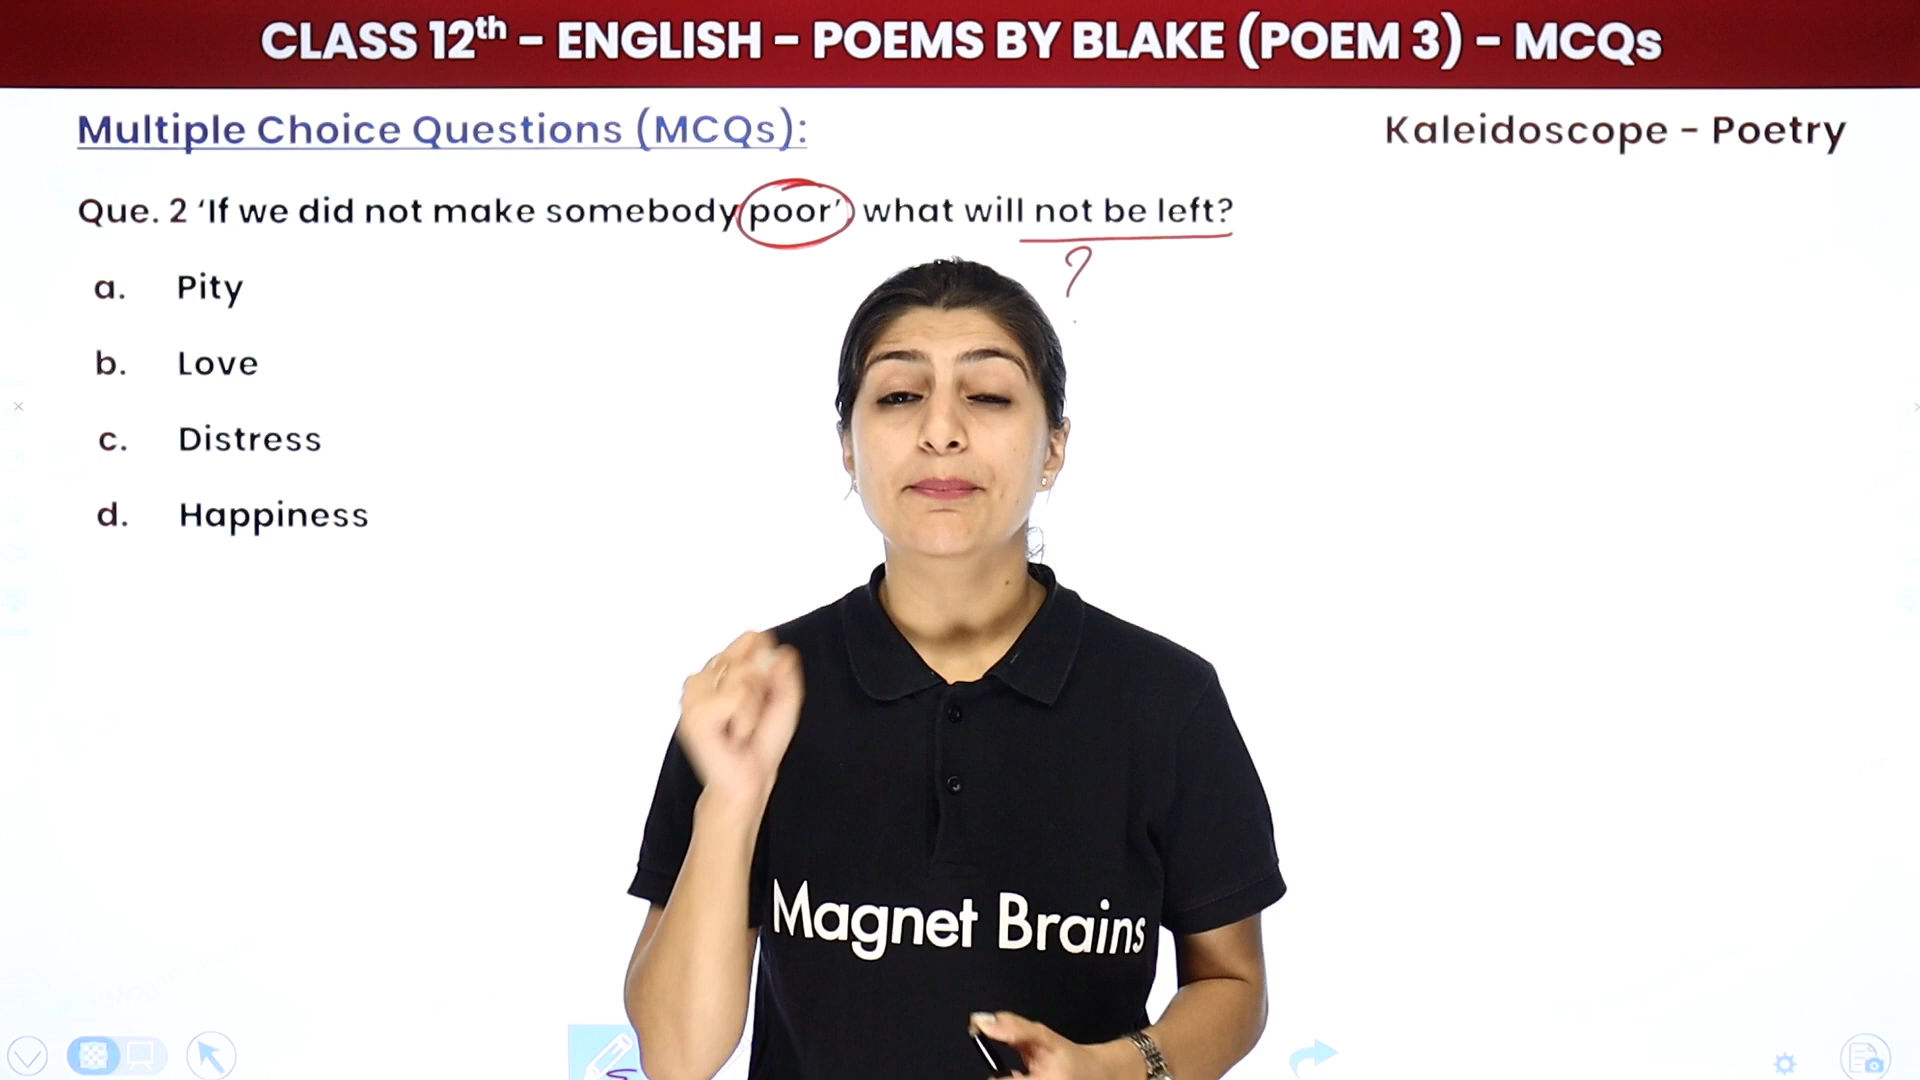 CLASS 12th - ENGLISH - POEMS BY BLAKE (POEM 3) - MCQs
Multiple Choice Questions (MCQs):
Kaleidoscope - Poetry
Que. 2 ‘If we did not make somebody poor’ what will not be left?
?
a. Pity
b. Love
c. Distress
d. Happiness
Magnet Brains